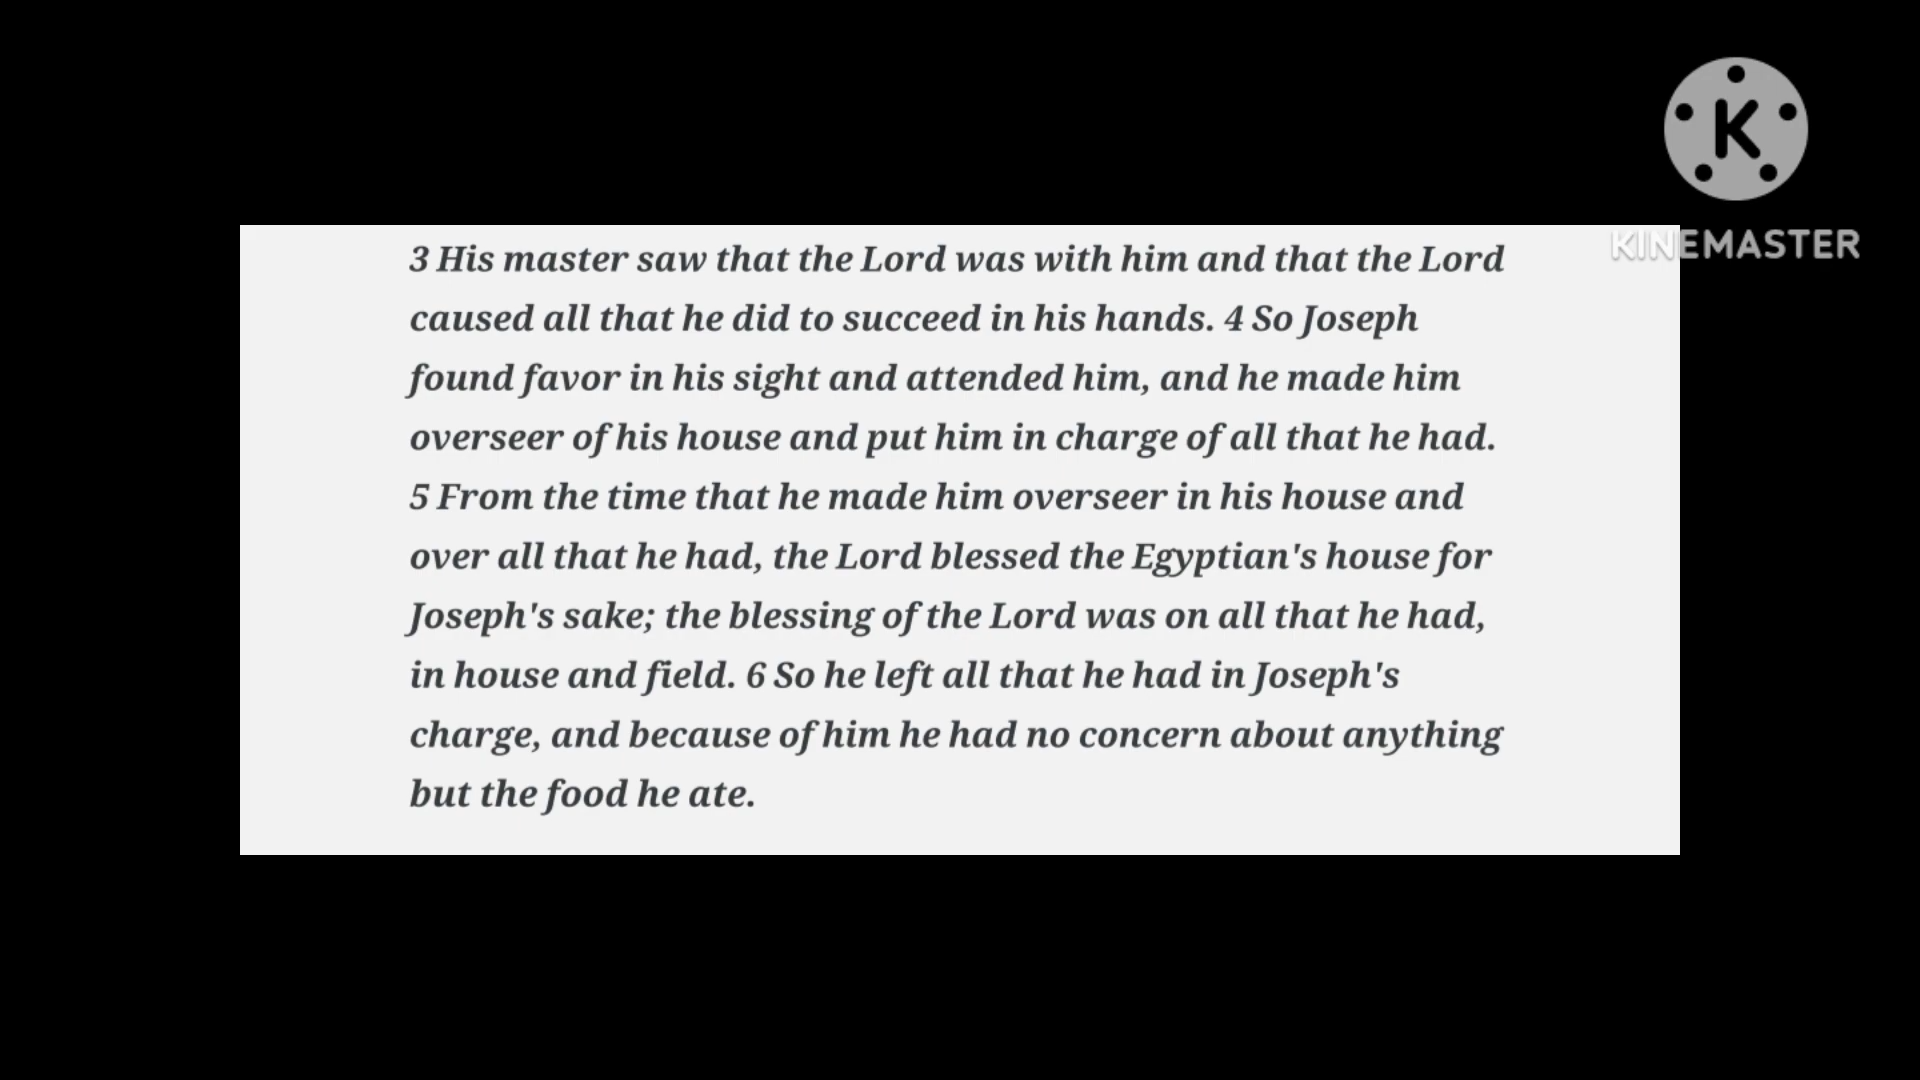 K
KINEMASTER
3 His master saw that the Lord was with him and that the Lord
caused all that he did to succeed in his hands. 4 So Joseph
found favor in his sight and attended him, and he made him
overseer of his house and put him in charge of all that he had.
5 From the time that he made him overseer in his house and
over all that he had, the Lord blessed the Egyptian's house for
Joseph's sake; the blessing of the Lord was on all that he had,
in house and field. 6 So he left all that he had in Joseph's
charge, and because of him he had no concern about anything
but the food he ate.